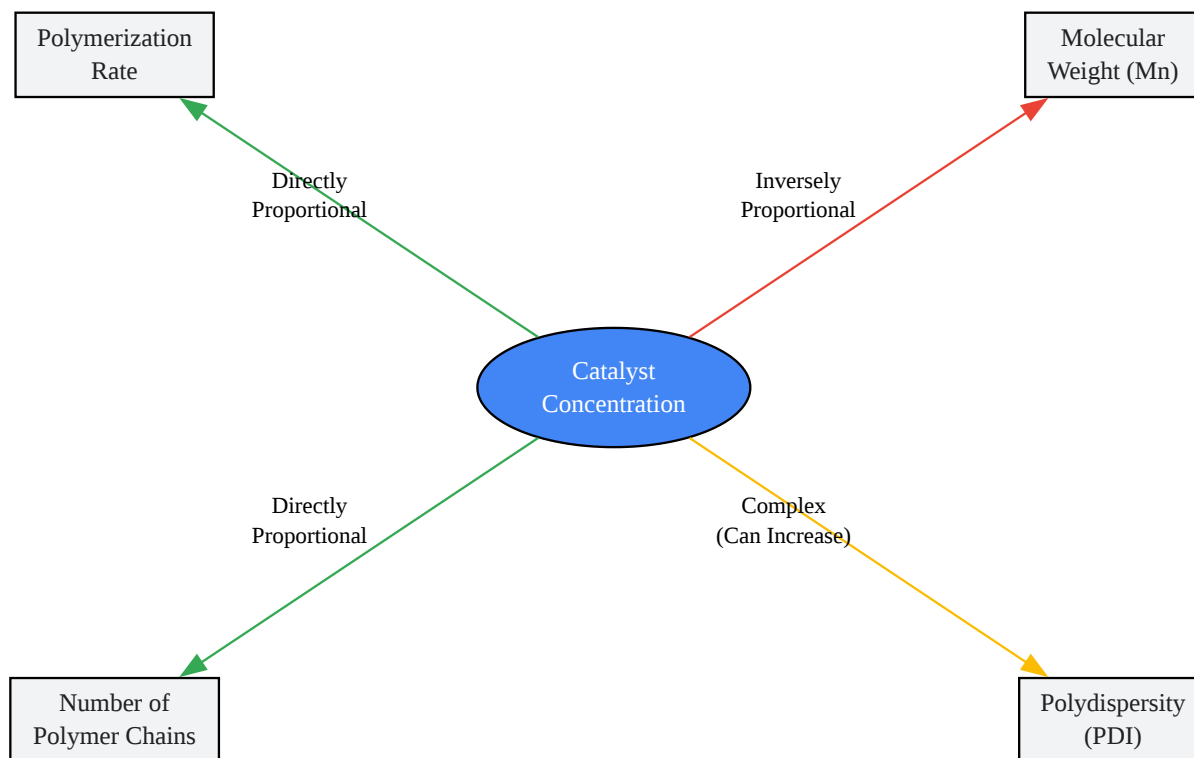 Polymerization
Rate
Molecular
Weight (Mn)
Directly
Proportional
Inversely
Proportional
Catalyst
Concentration
Directly
Proportional
Complex
(Can Increase)
Number of
Polymer Chains
Polydispersity
(PDI)